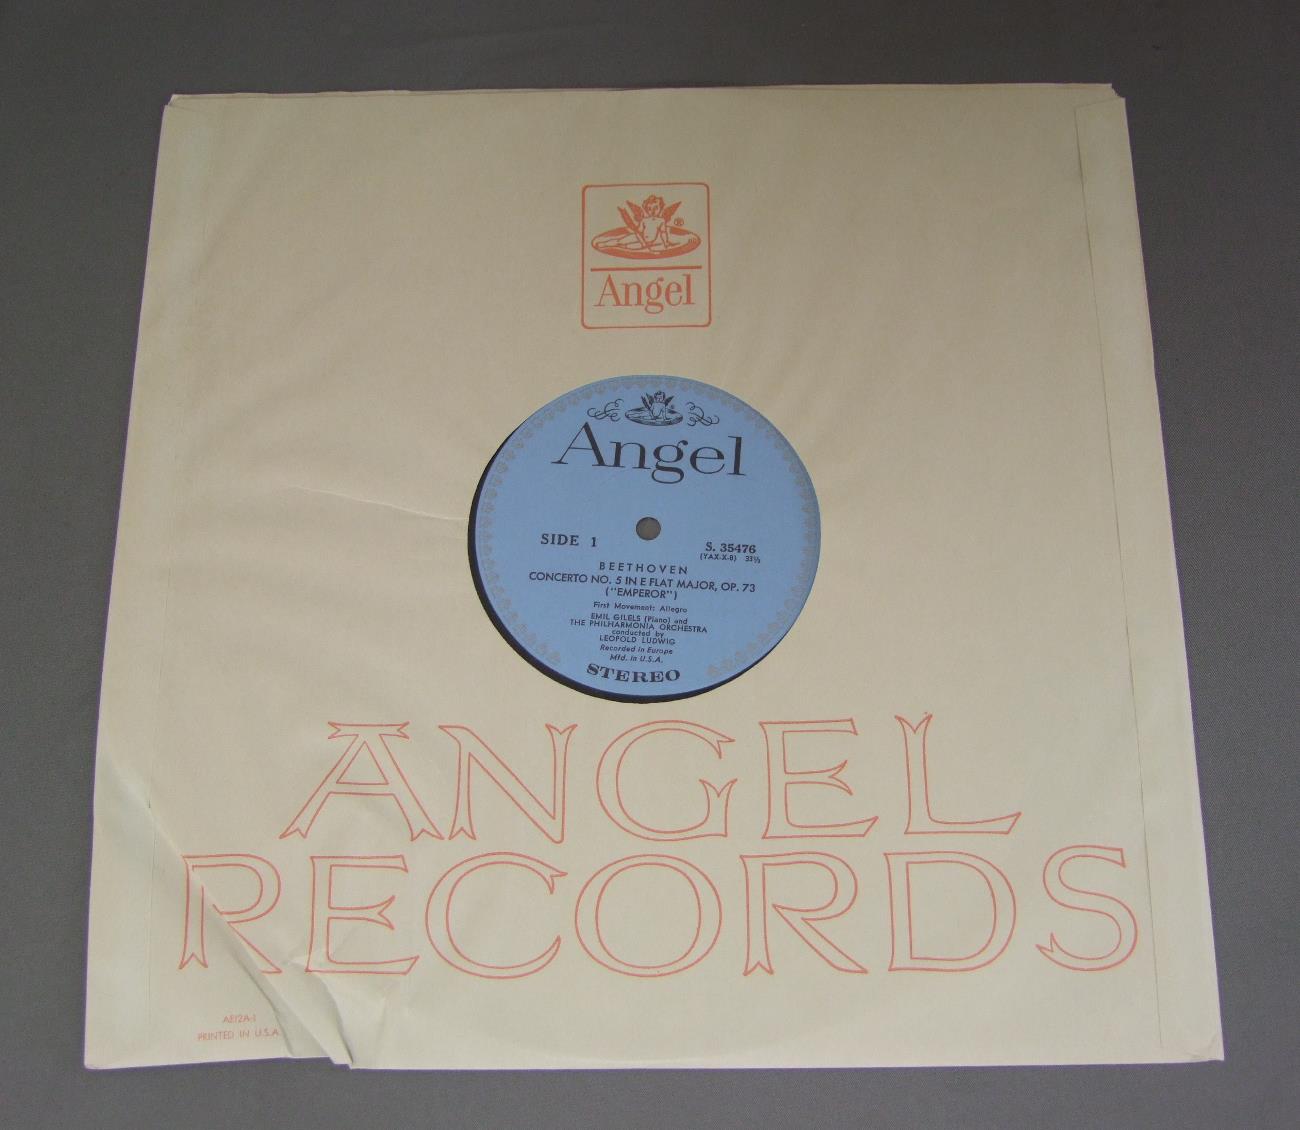 ®
Angel
Angel
SIDE 1
S. 35476
(YAX-X-8) 33⅓
BEETHOVEN
CONCERTO NO. 5 IN E FLAT MAJOR, OP. 73
("EMPEROR")
First Movement: Allegro
EMIL GILELS (Piano) and
THE PHILHARMONIA ORCHESTRA
conducted by
LEOPOLD LUDWIG
Recorded in Europe
Mfd. in U.S.A.
STEREO
ANGEL
RECORDS
AE12A-1
PRINTED IN U.S.A.